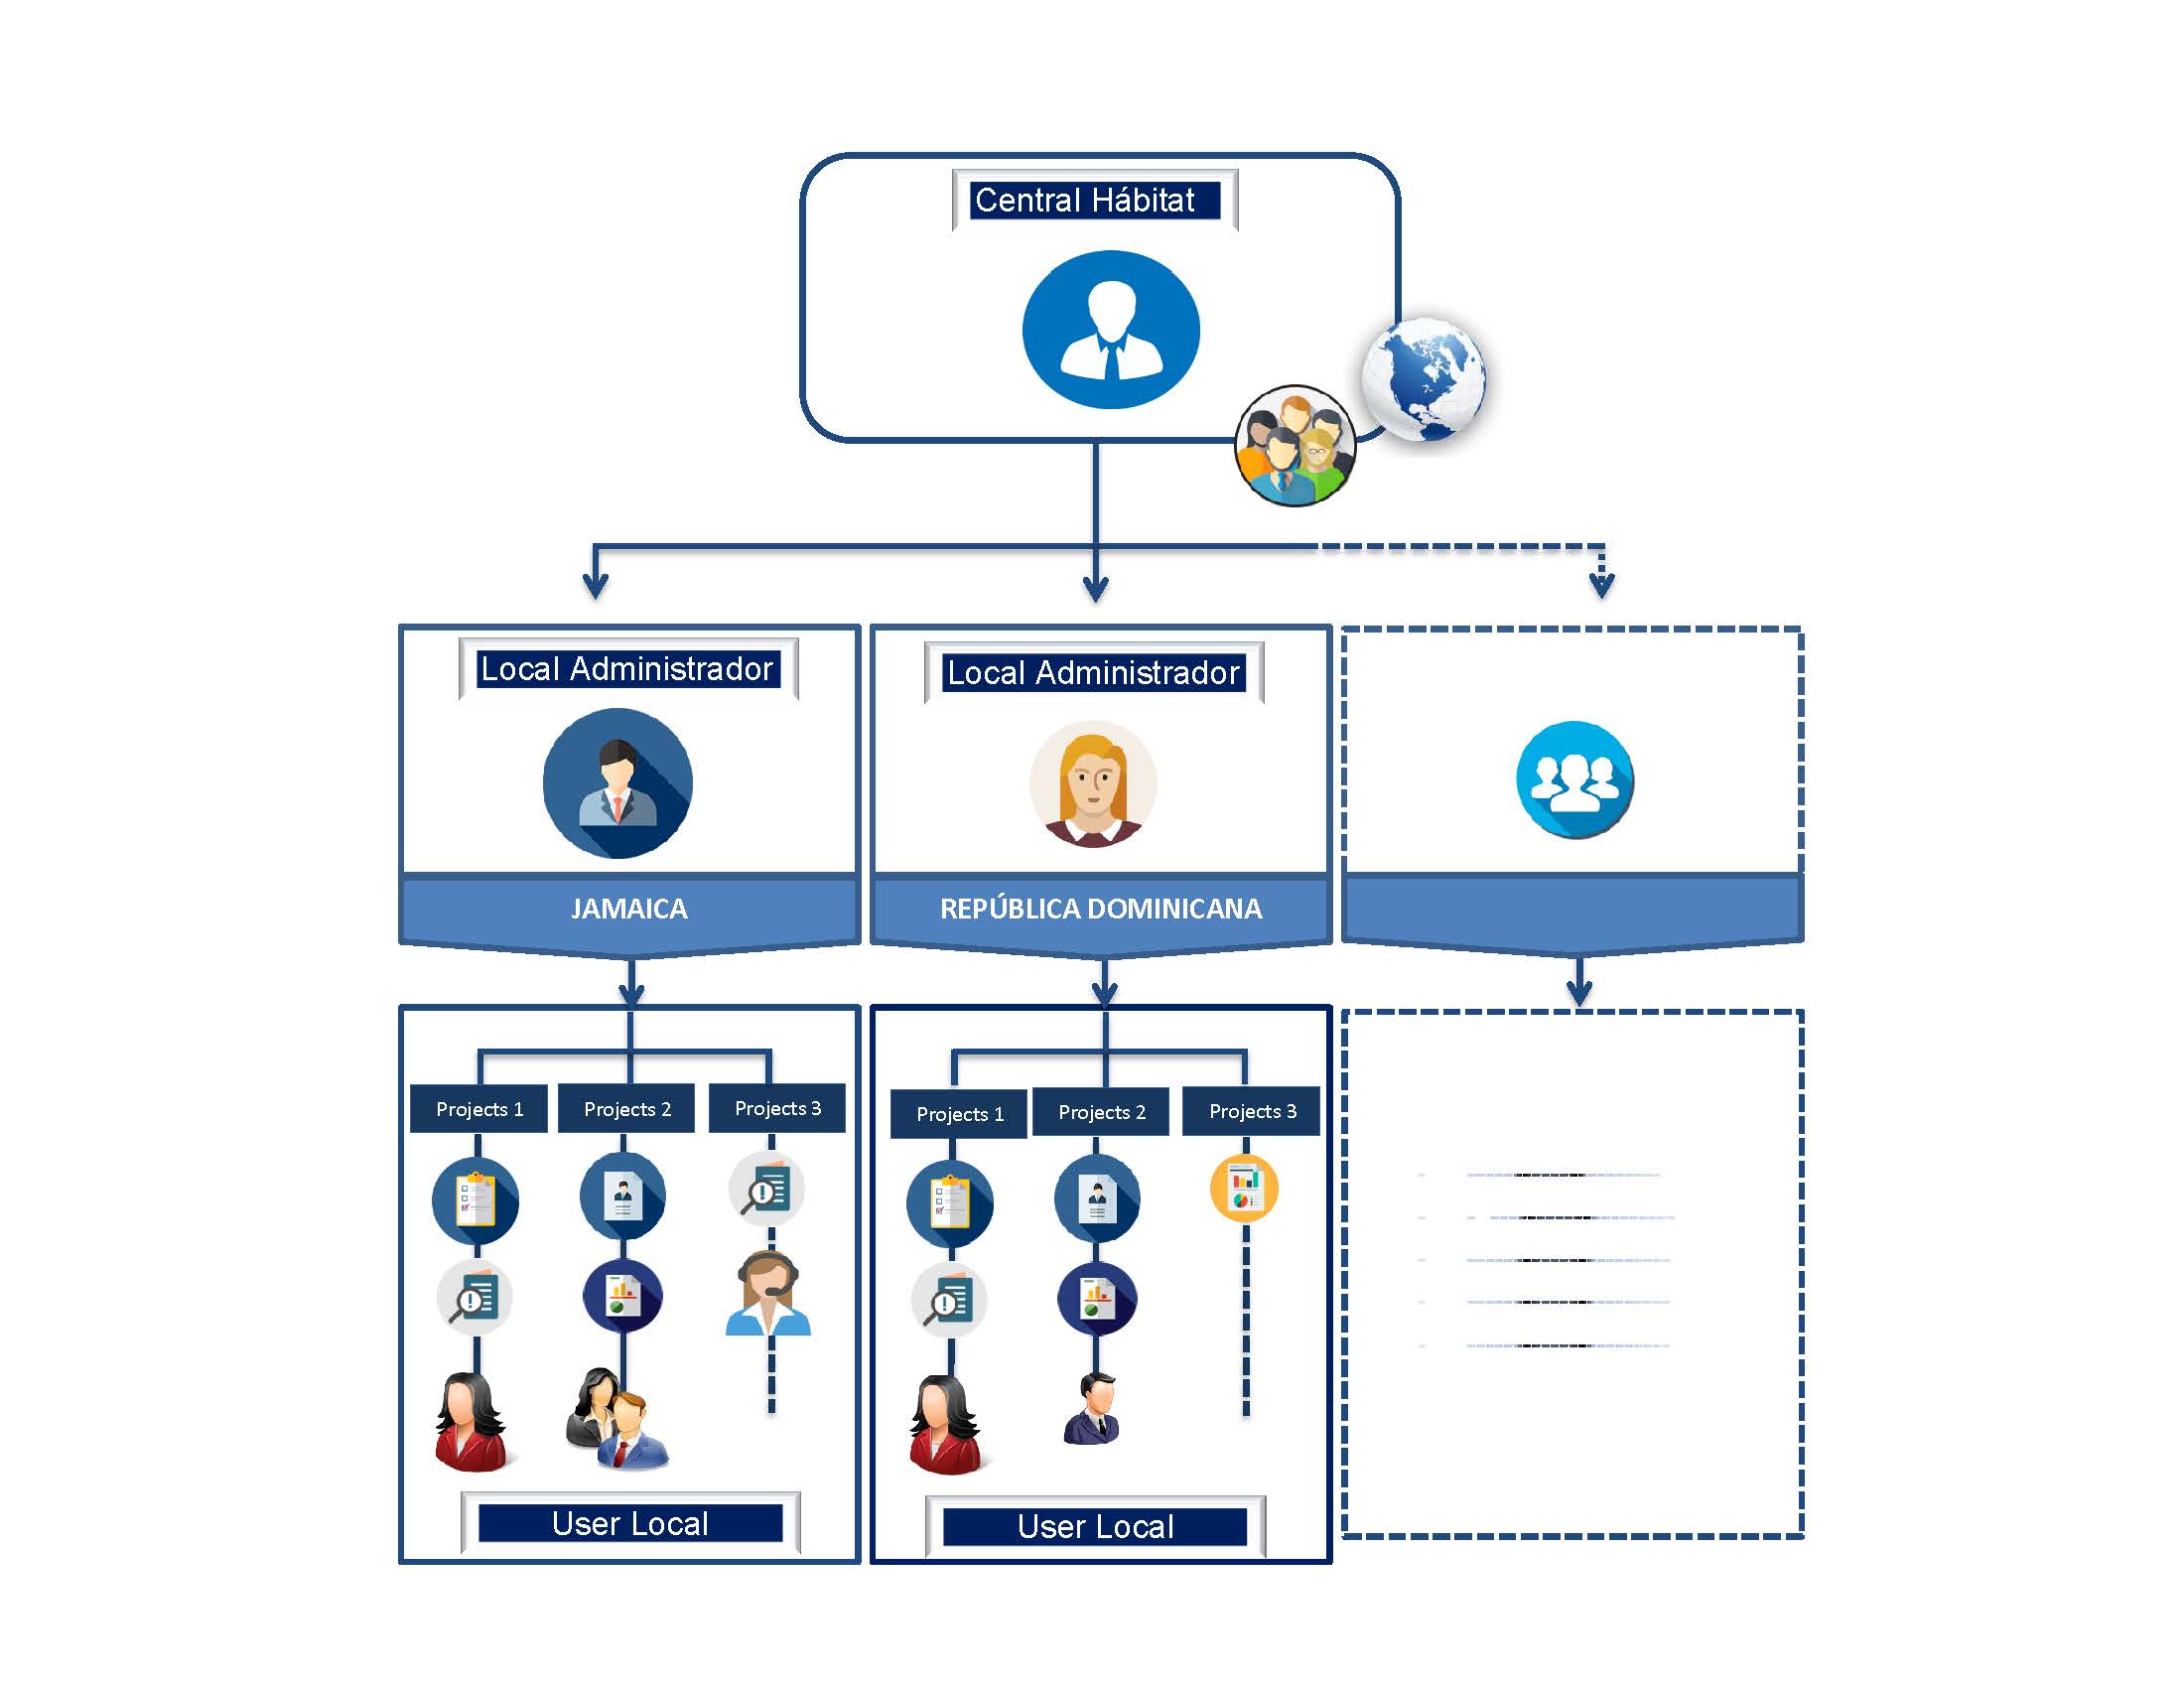 Central Hábitat
Local Administrador
Local Administrador
JAMAICA
REPÚBLICA DOMINICANA
Projects 1
Projects 2
Projects 3
Projects 1
Projects 2
Projects 3
User Local
User Local